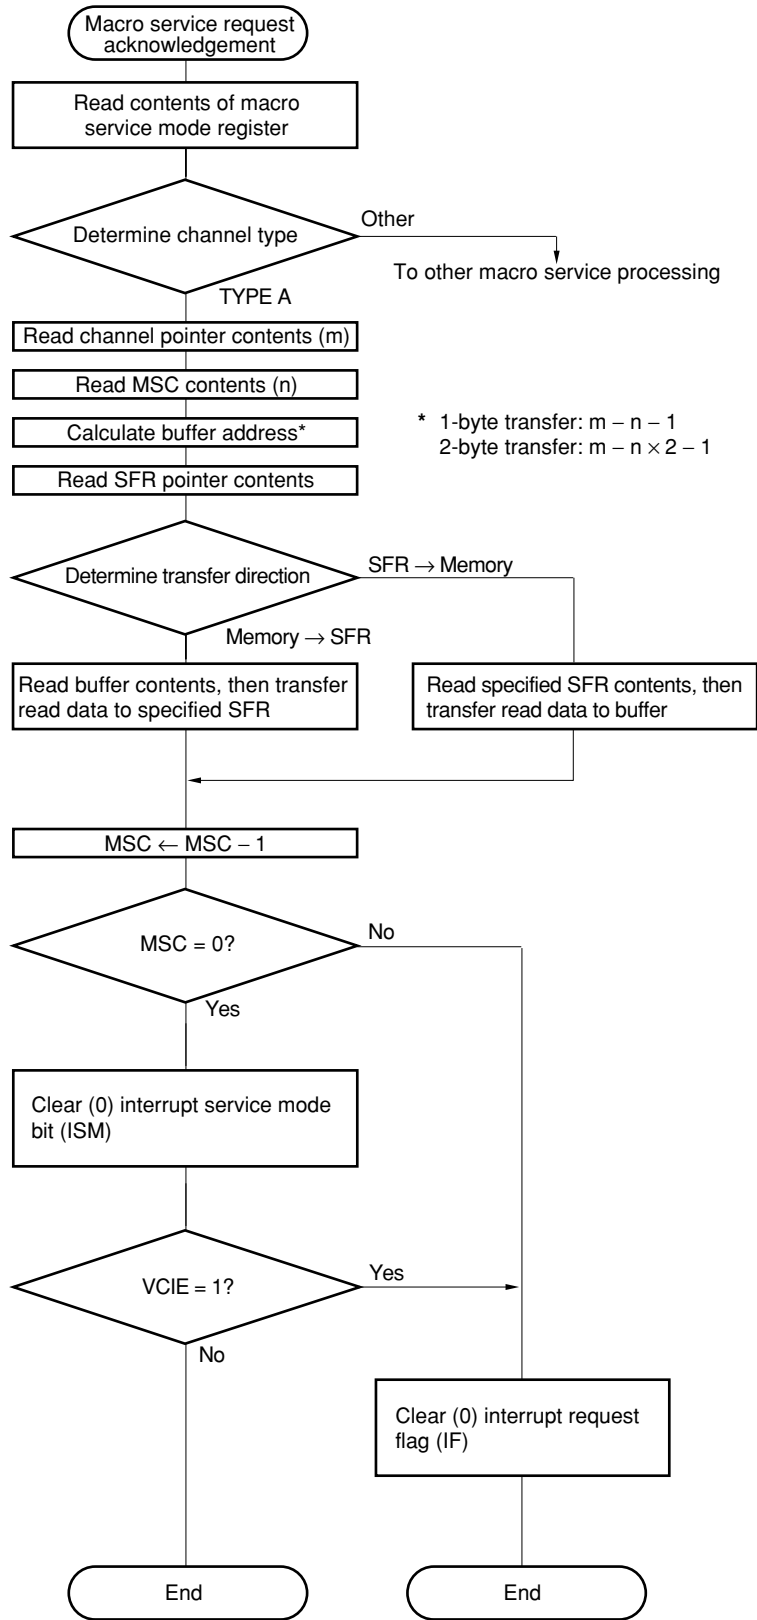 Macro service request
acknowledgement
Read contents of macro
service mode register
Determine channel type
Other
To other macro service processing
TYPE A
Read channel pointer contents (m)
Read MSC contents (n)
Calculate buffer address*
* 1-byte transfer: m – n – 1
2-byte transfer: m – n × 2 – 1
Read SFR pointer contents
Determine transfer direction
SFR → Memory
Memory → SFR
Read buffer contents, then transfer
read data to specified SFR
Read specified SFR contents, then
transfer read data to buffer
MSC ← MSC – 1
MSC = 0?
No
Yes
Clear (0) interrupt service mode
bit (ISM)
VCIE = 1?
Yes
No
Clear (0) interrupt request
flag (IF)
End
End